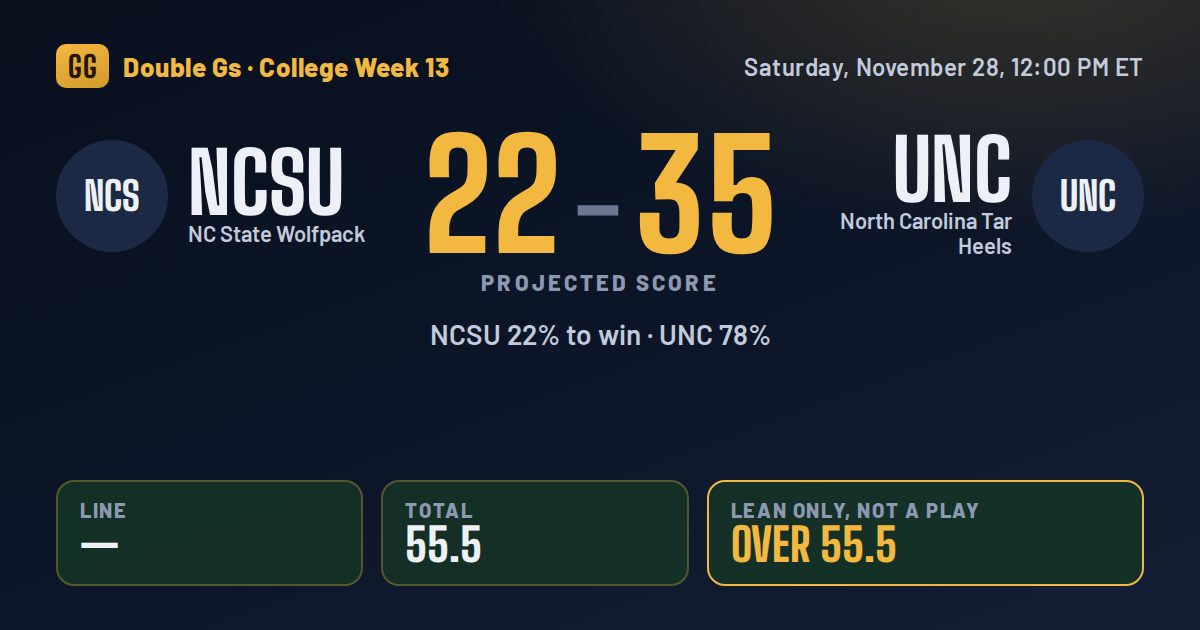 GG
Double Gs · College Week 13
Saturday, November 28, 12:00 PM ET
NCS
NCSU
NC State Wolpack
22 – 35
PROJECTED SCORE
NCSU 22% to win · UNC 78%
UNC
North Carolina Tar
Heels
UNC
LINE
—
TOTAL
55.5
LEAN ONLY, NOT A PLAY
OVER 55.5